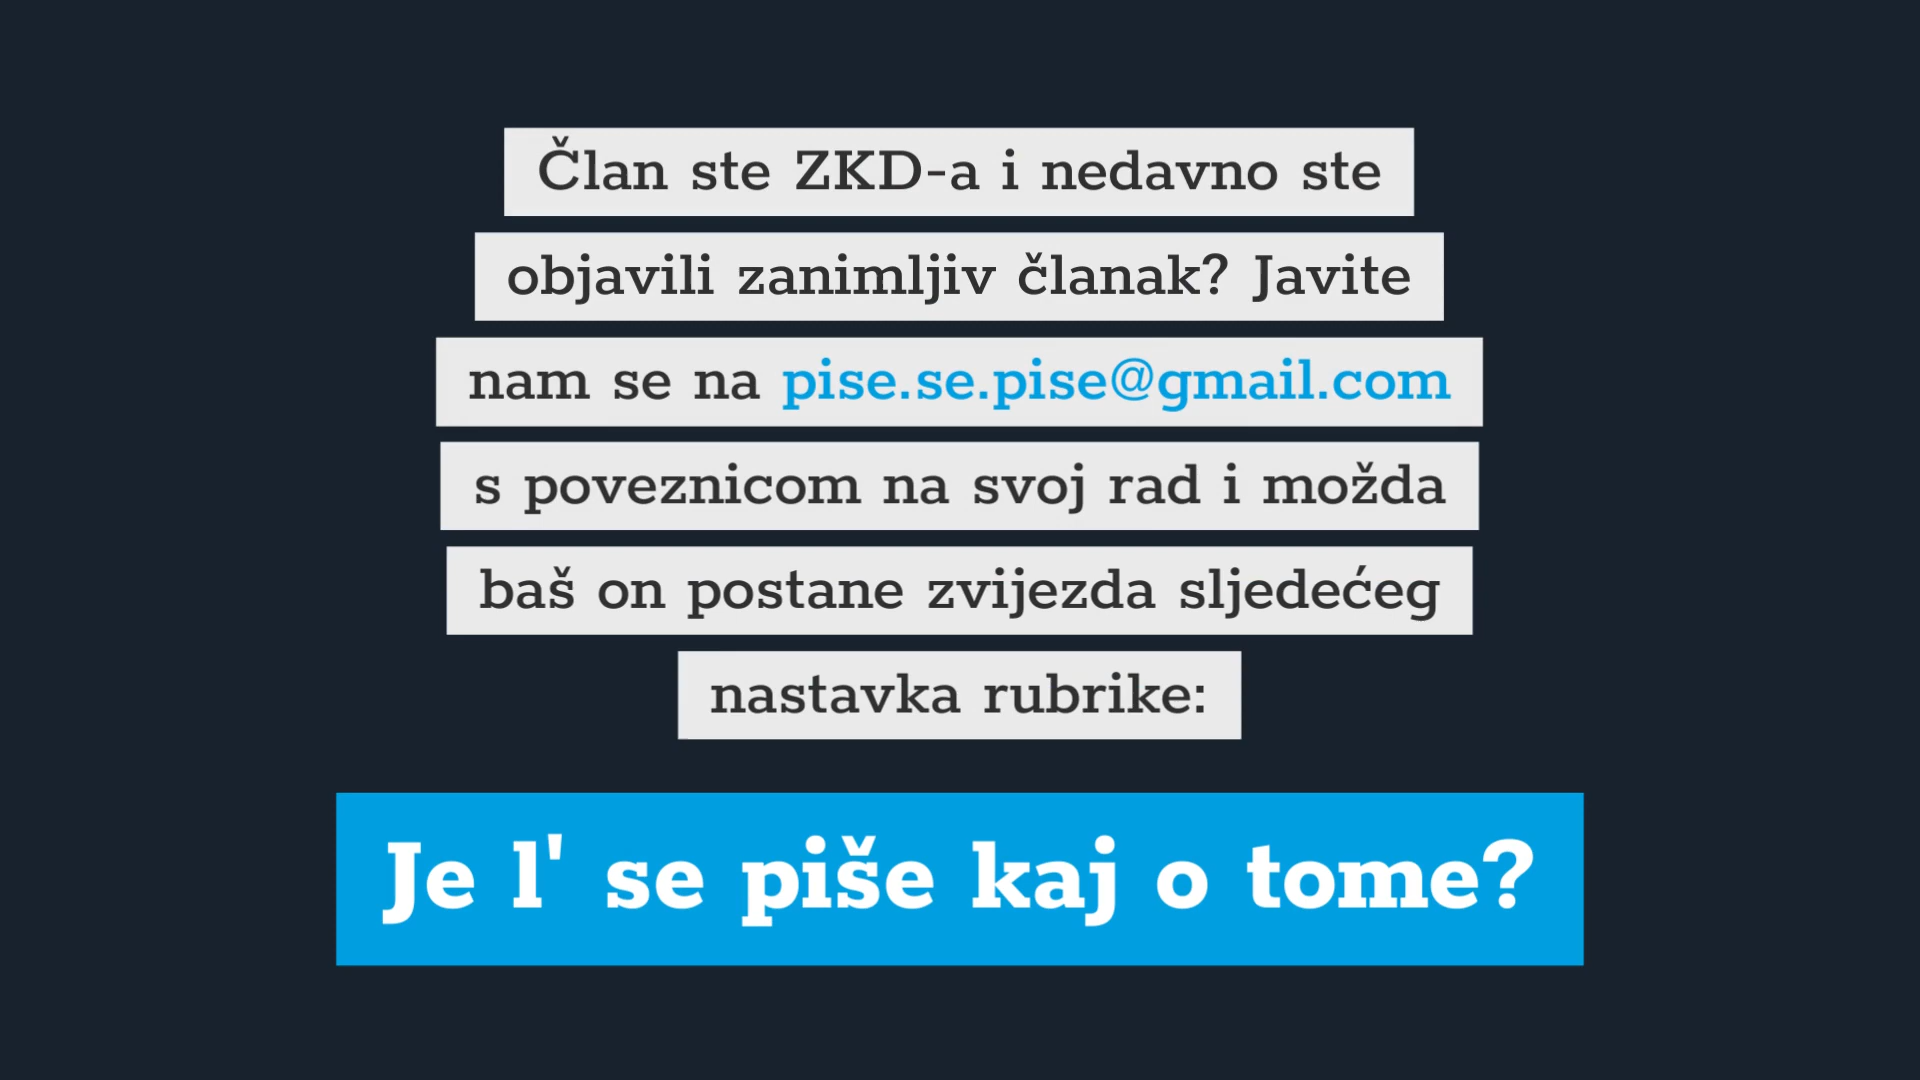 Član ste ZKD-a i nedavno ste
objavili zanimljiv članak? Javite
nam se na pise.se.pise@gmail.com
s poveznicom na svoj rad i možda
baš on postane zvijezda sljedećeg
nastavka rubrike:
Je l' se piše kaj o tome?